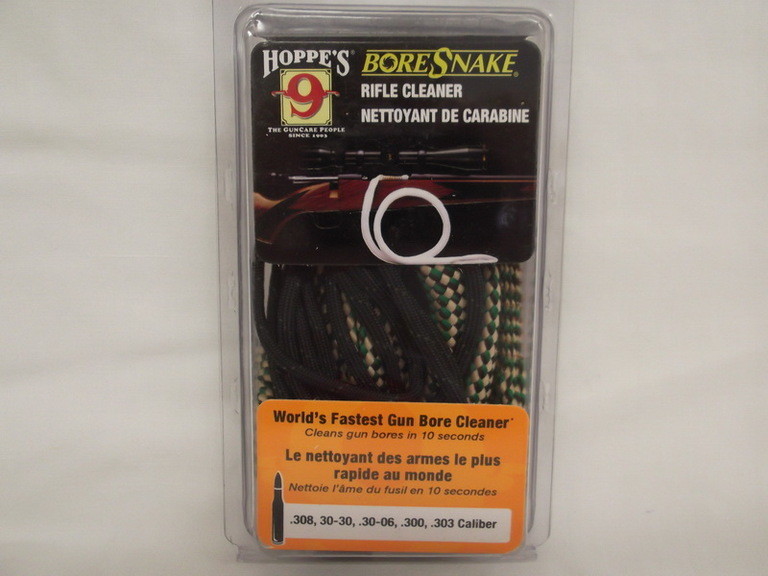 HOPPE'S
9
THE GUNCARE PEOPLE
SINCE 1903
BORESNAKE®
RIFLE CLEANER
NETTOYANT DE CARABINE
World's Fastest Gun Bore Cleaner*
Cleans gun bores in 10 seconds
Le nettoyant des armes le plus
rapide au monde
Nettoie l'âme du fusil en 10 secondes
.308, 30-30, .30-06, .300, .303 Caliber